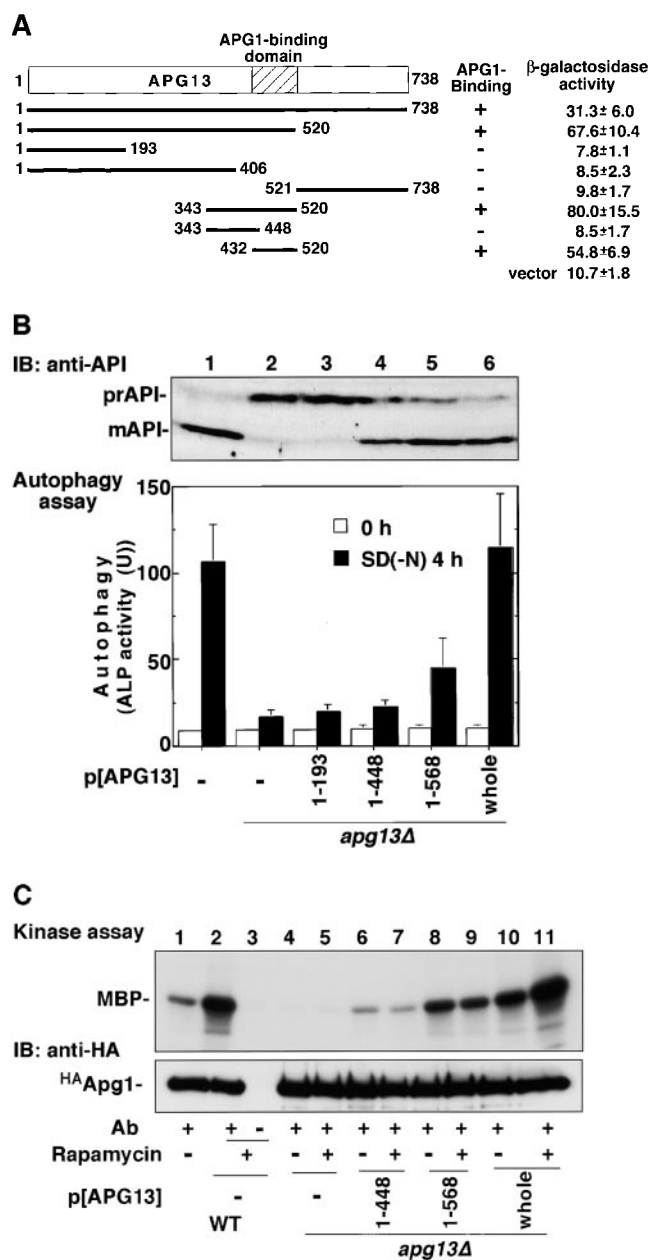 A
APG1-binding
domain
1 APG13 738
APG1-
Binding
β-galactosidase
activity
1 738 + 31.3± 6.0
1 520 + 67.6±10.4
1 193 - 7.8±1.1
1 406 - 8.5±2.3
521 738 - 9.8±1.7
343 520 + 80.0±15.5
343 448 - 8.5±1.7
432 520 + 54.8±6.9
vector 10.7±1.8
B
IB: anti-API 1 2 3 4 5 6
prAPI-
mAPI-
Autophagy
assay
Autophagy
(ALP activity (U))
150
100
50
0
0 h
SD(-N) 4 h
p[APG13] - - 1-193 1-448 1-568 whole
apg13Δ
C
Kinase assay 1 2 3 4 5 6 7 8 9 10 11
MBP-
IB: anti-HA
HAApg1-
Ab + + - + + + + + + + +
Rapamycin - + - + - + - + - +
p[APG13] - - 1-448 1-568 whole
WT
apg13Δ